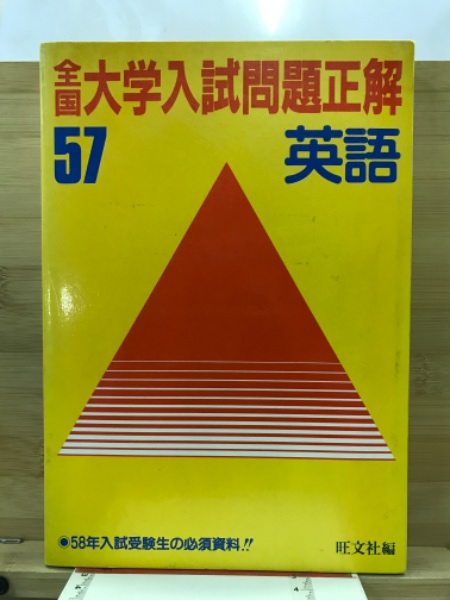 全国大学入試問題正解
57 英語
●58年入試受験生の必須資料!!
旺文社編